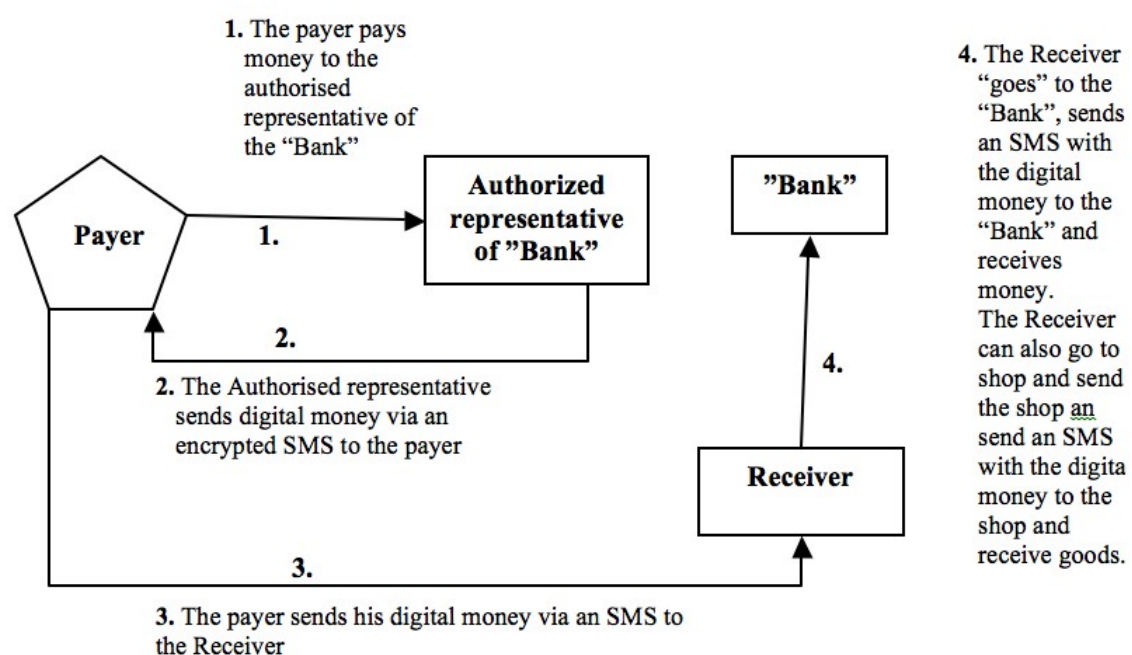 1. The payer pays
money to the
authorised
representative of
the “Bank”
Payer
1.
Authorized
representative
of ”Bank”
”Bank”
2.
2. The Authorised representative
sends digital money via an
encrypted SMS to the payer
4.
Receiver
3.
3. The payer sends his digital money via an SMS to
the Receiver
4. The Receiver
“goes” to the
“Bank”, sends
an SMS with
the digital
money to the
“Bank” and
receives
money.
The Receiver
can also go to
shop and send
the shop an
send an SMS
with the digita
money to the
shop and
receive goods.